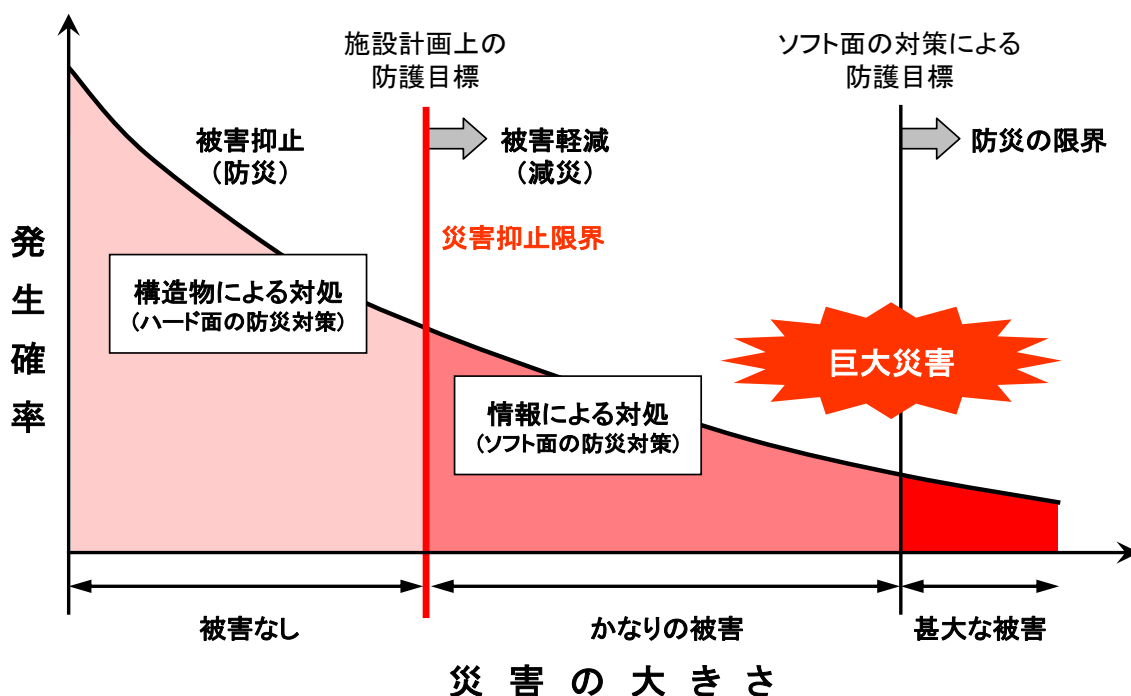 施設計画上の
防護目標
ソフト面の対策による
防護目標
被害抑止
（防災）
被害軽減
（減災）
防災の限界
災害抑止限界
発生確率
構造物による対処
（ハード面の防災対策）
巨大災害
情報による対処
（ソフト面の防災対策）
被害なし
かなりの被害
甚大な被害
災害の大きさ